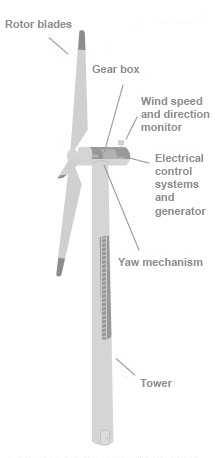 Rotor blades
Gear box
Wind speed
and direction
monitor
Electrical
control
systems
and
generator
Yaw mechanism
Tower